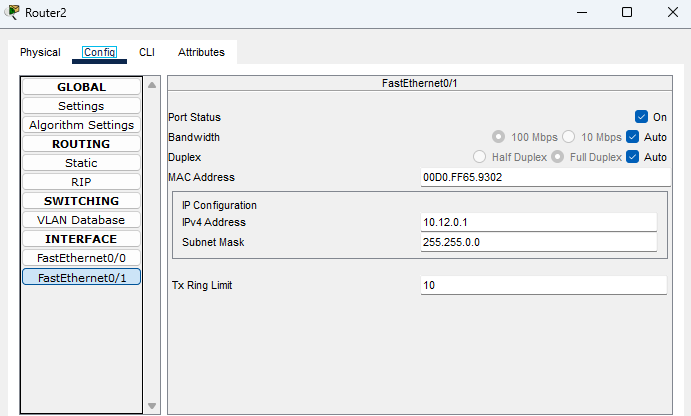 Router2
Physical Config CLI Attributes
GLOBAL
Settings
Algorithm Settings
ROUTING
Static
RIP
SWITCHING
VLAN Database
INTERFACE
FastEthernet0/0
FastEthernet0/1
FastEthernet0/1
Port Status On
Bandwidth 100 Mbps 10 Mbps Auto
Duplex Half Duplex Full Duplex Auto
MAC Address 00D0.FF65.9302
IP Configuration
IPv4 Address 10.12.0.1
Subnet Mask 255.255.0.0
Tx Ring Limit 10